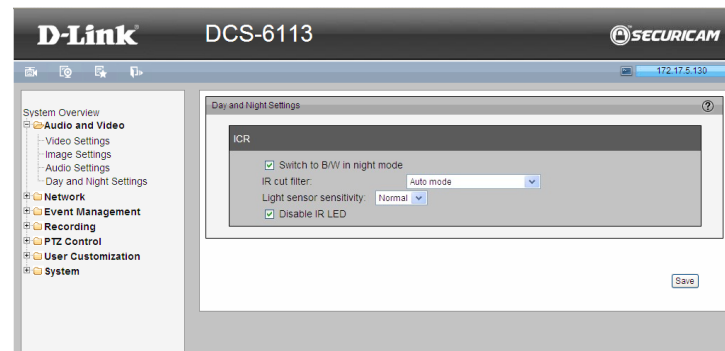 D-Link
DCS-6113
SECURICAM
172.17.5.130
System Overview
Audio and Video
Video Settings
Image Settings
Audio Settings
Day and Night Settings
Network
Event Management
Recording
PTZ Control
User Customization
System
Day and Night Settings
?
ICR
Switch to B/W in night mode
IR cut filter: Auto mode
Light sensor sensitivity: Normal
Disable IR LED
Save